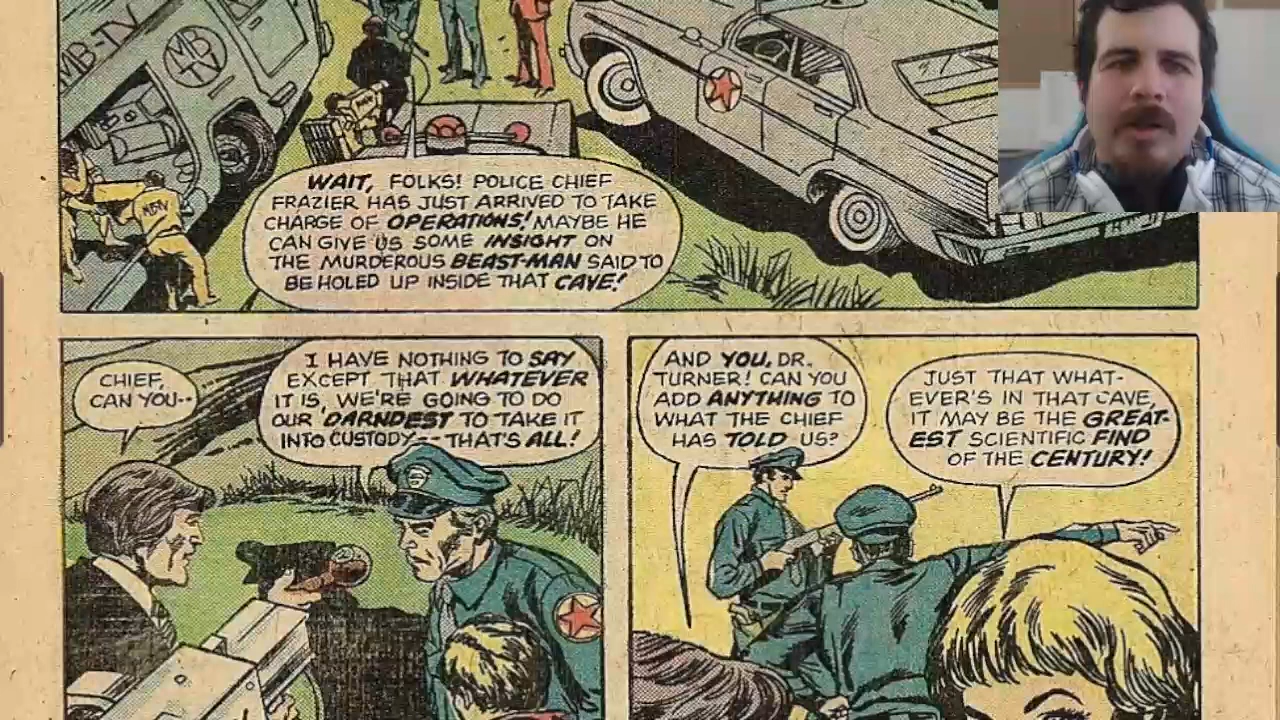 MB-TV
MB
TV
MBTV
WAIT, FOLKS! POLICE CHIEF
FRAZIER HAS JUST ARRIVED TO TAKE
CHARGE OF OPERATIONS! MAYBE HE
CAN GIVE US SOME INSIGHT ON
THE MURDEROUS BEAST-MAN SAID TO
BE HOLED UP INSIDE THAT CAVE!
CHIEF,
CAN YOU--
I HAVE NOTHING TO SAY
EXCEPT THAT WHATEVER
IT IS, WE'RE GOING TO DO
OUR DARNDEST TO TAKE IT
INTO CUSTODY--THAT'S ALL!
AND YOU, DR.
TURNER! CAN YOU
ADD ANYTHING TO
WHAT THE CHIEF
HAS TOLD US?
JUST THAT WHAT-
EVER'S IN THAT CAVE,
IT MAY BE THE GREAT-
EST SCIENTIFIC FIND
OF THE CENTURY!